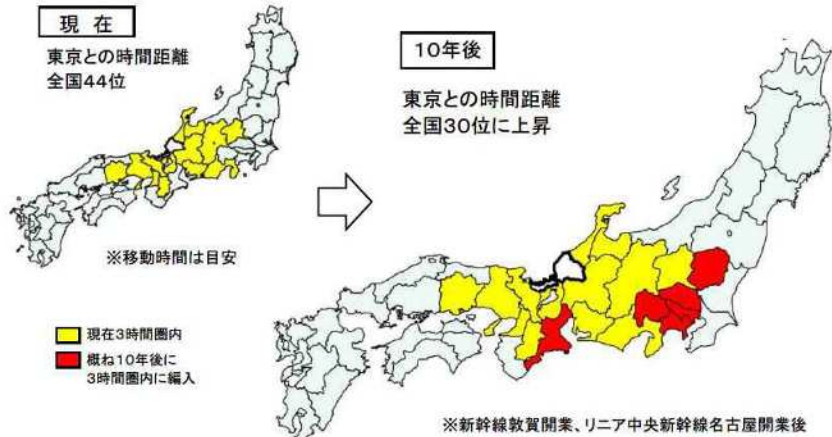 現 在
東京との時間距離
全国44位
10年後
東京との時間距離
全国30位に上昇
※移動時間は目安
現在3時間圏内
概ね10年後に
3時間圏内に編入
※新幹線敦賀開業、リニア中央新幹線名古屋開業後